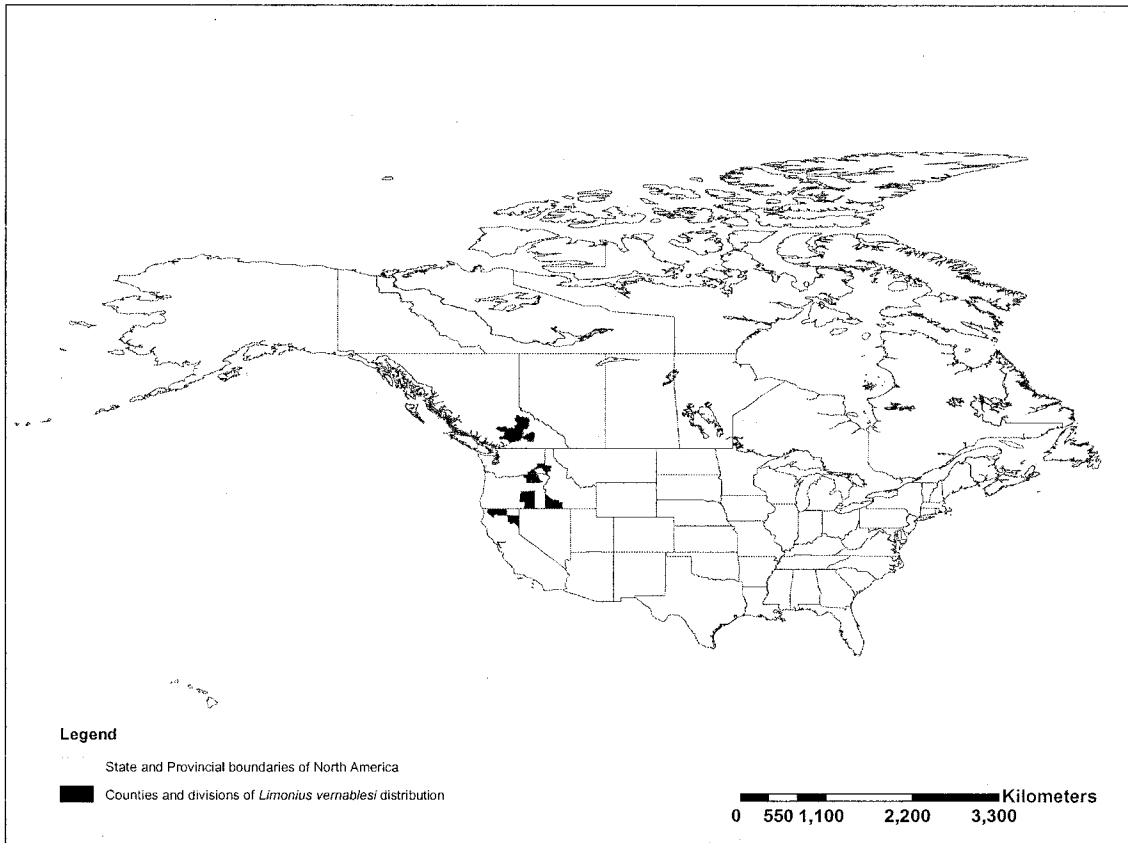 Legend
State and Provincial boundaries of North America
Counties and divisions of Limonius vernablesi distribution
Kilometers
0 550 1,100 2,200 3,300